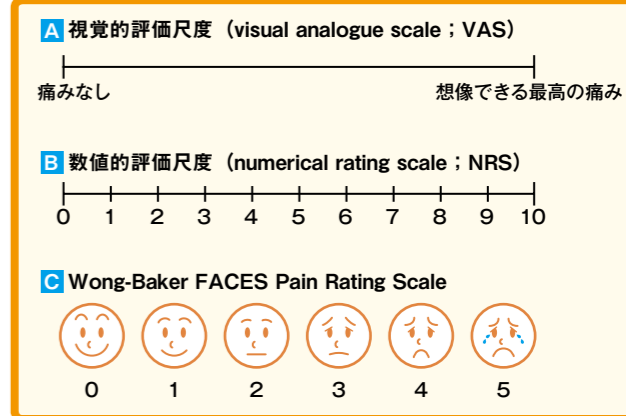 A 視覚的評価尺度（visual analogue scale；VAS）
痛みなし 想像できる最高の痛み
B 数値的評価尺度（numerical rating scale；NRS）
0 1 2 3 4 5 6 7 8 9 10
C Wong-Baker FACES Pain Rating Scale
0 1 2 3 4 5